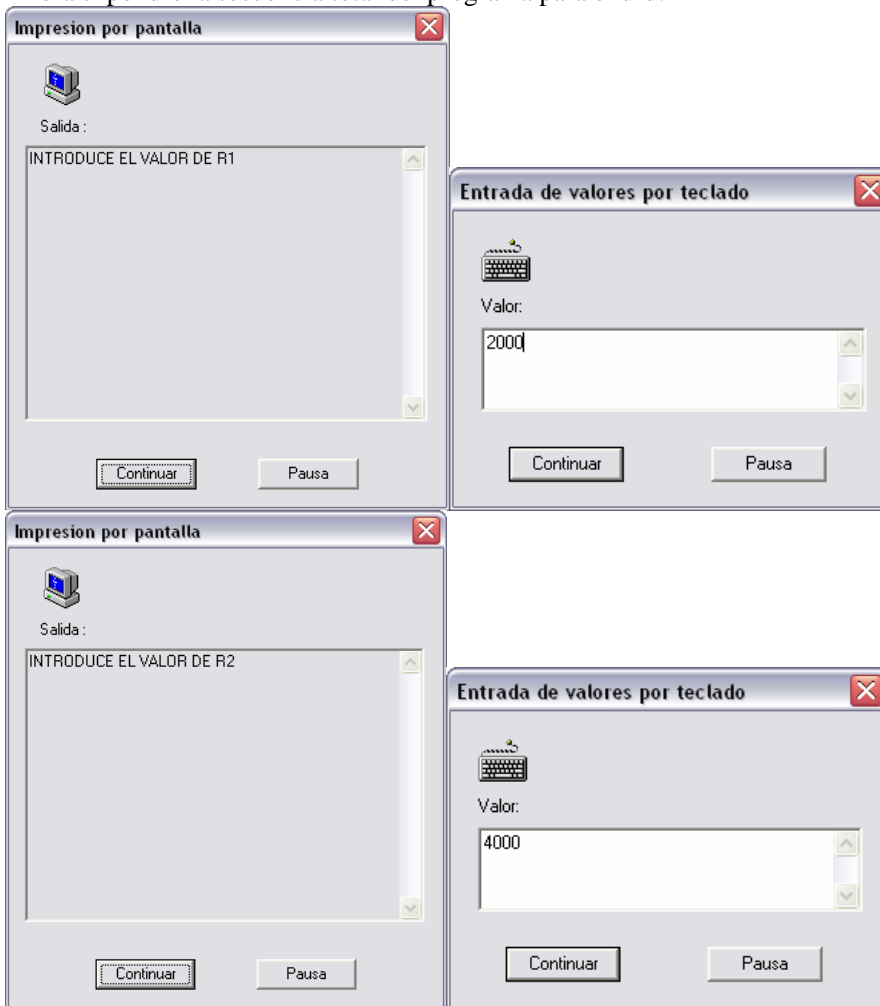 Impresion por pantalla
Salida :
INTRODUCE EL VALOR DE R1
Continuar Pausa
Entrada de valores por teclado
Valor:
2000
Continuar Pausa
Impresion por pantalla
Salida :
INTRODUCE EL VALOR DE R2
Continuar Pausa
Entrada de valores por teclado
Valor:
4000
Continuar Pausa